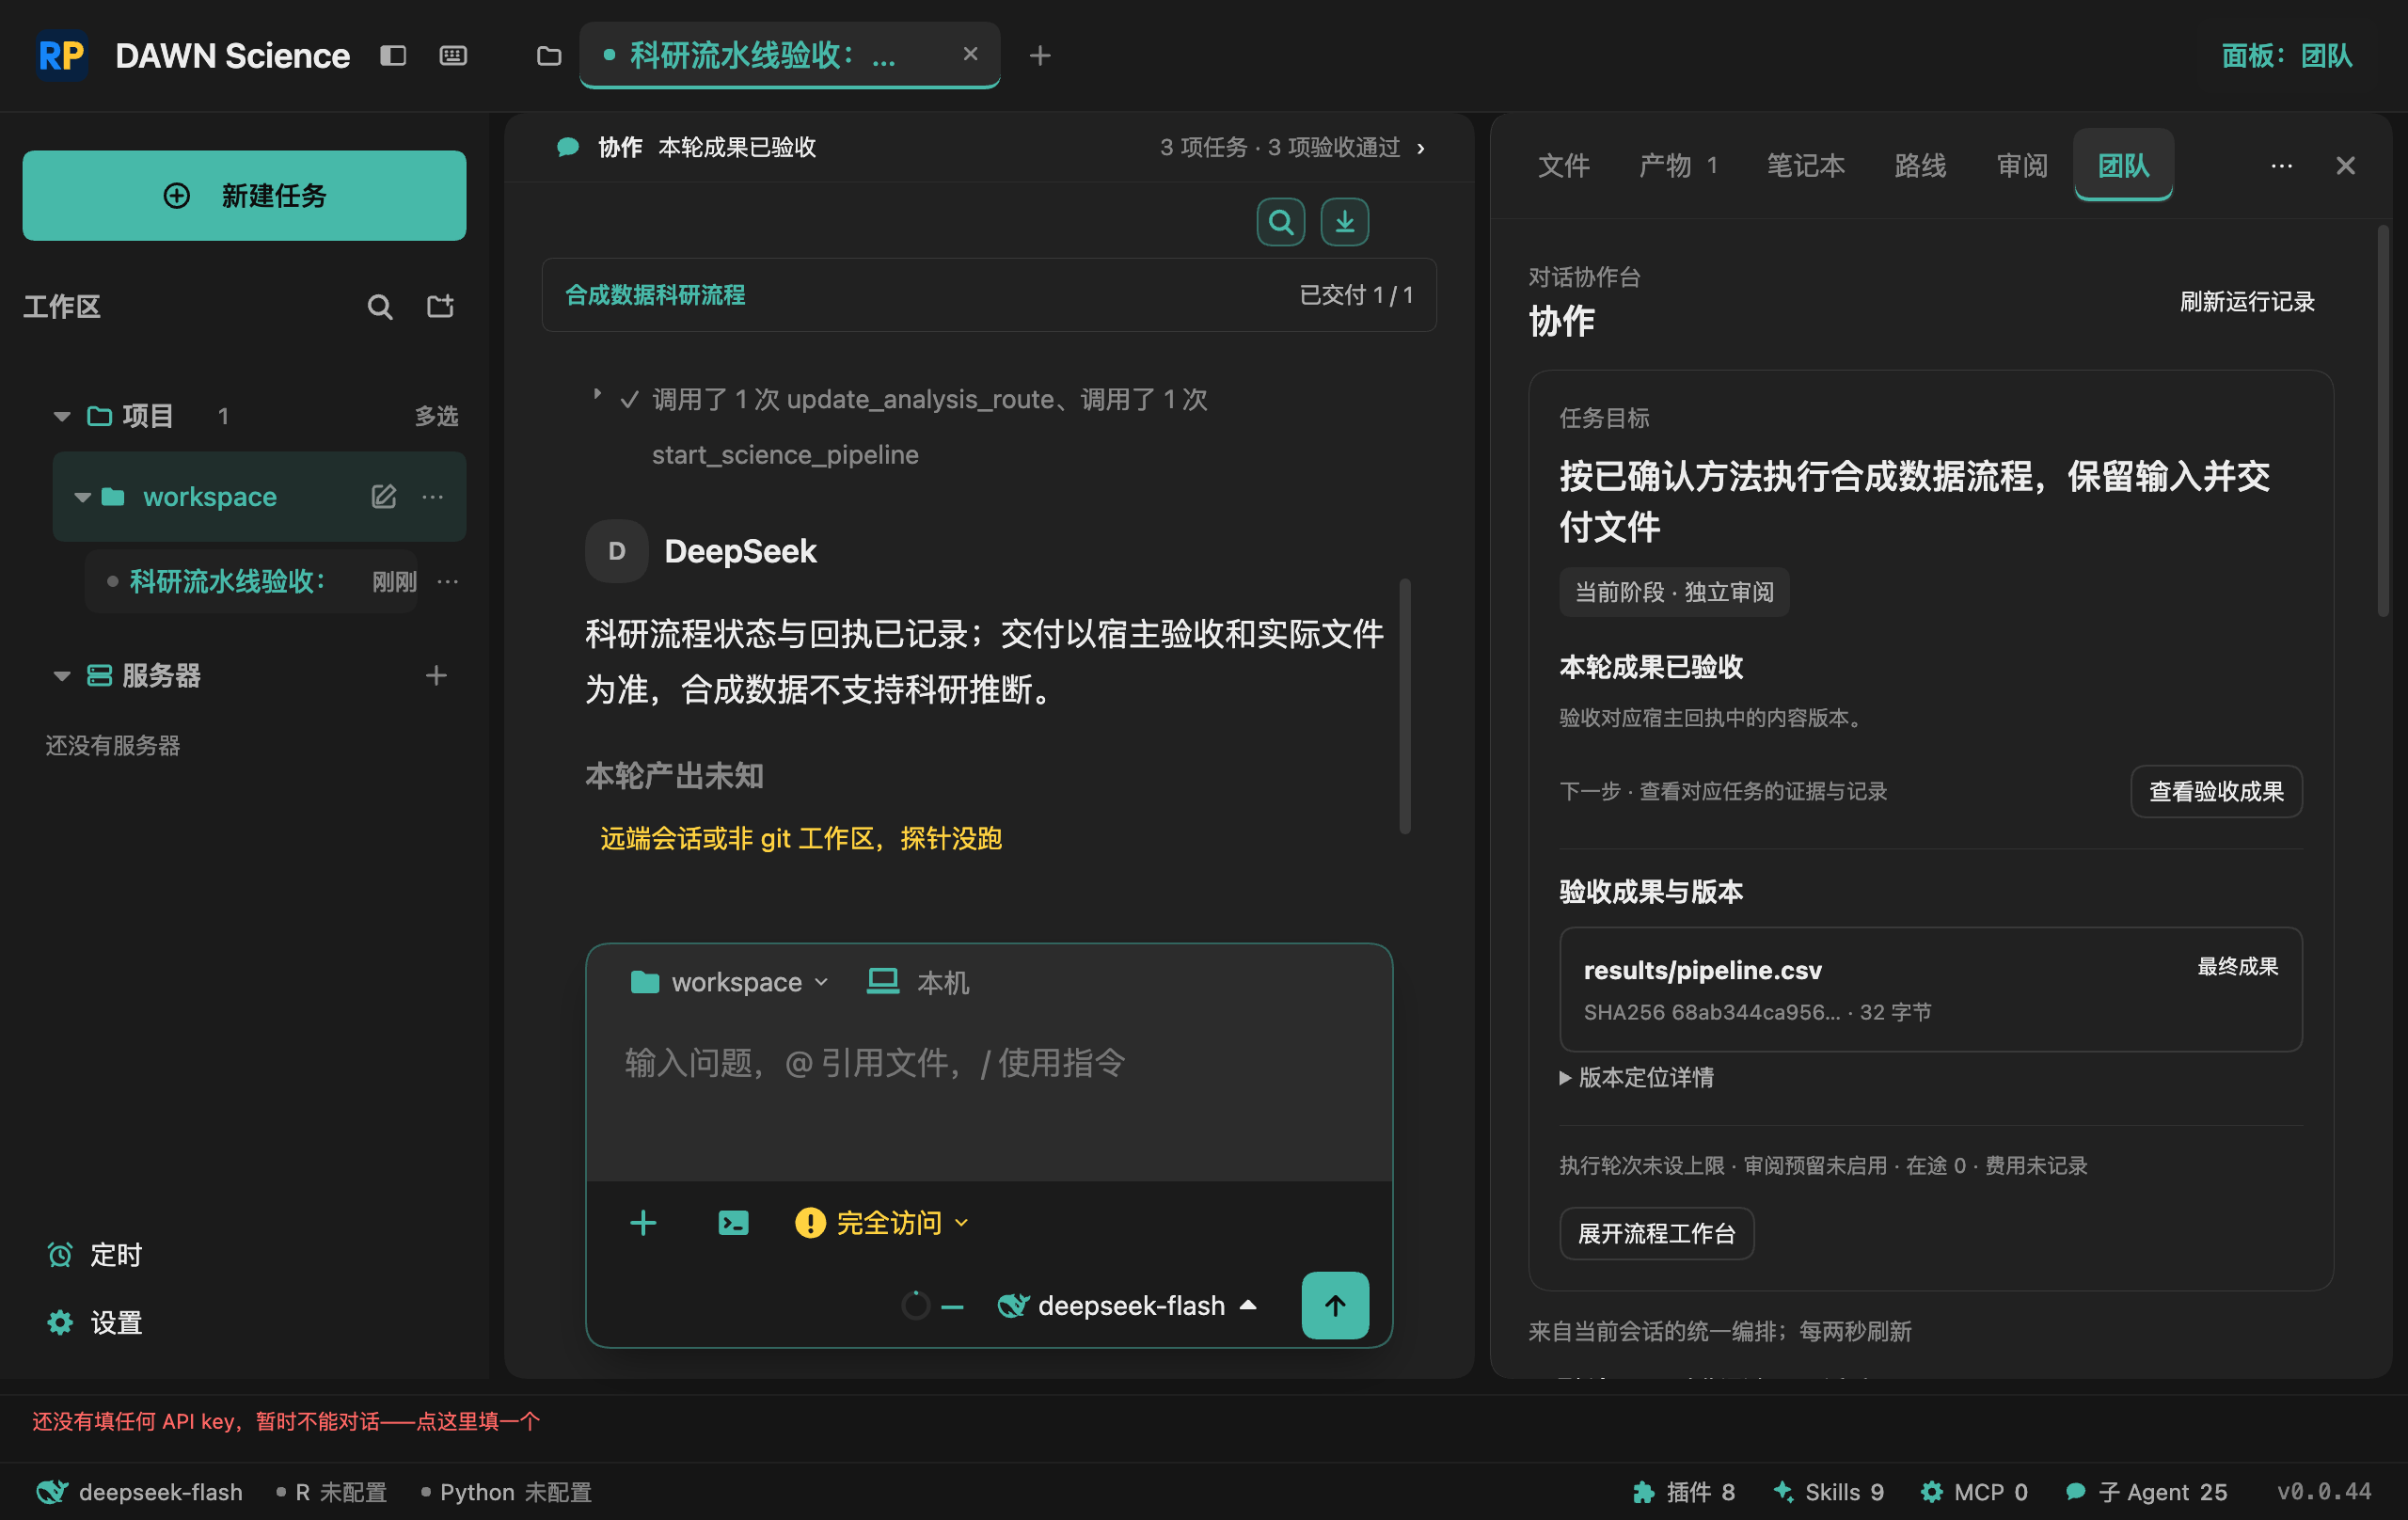 RP DAWN Science
科研流水线验收：...
面板：团队
新建任务
工作区
项目 1 多选
workspace
科研流水线验收： 刚刚
服务器
还没有服务器
定时
设置
协作 本轮成果已验收 3 项任务 · 3 项验收通过
合成数据科研流程 已交付 1 / 1
调用了 1 次 update_analysis_route、调用了 1 次
start_science_pipeline
D DeepSeek
科研流程状态与回执已记录；交付以宿主验收和实际文件
为准，合成数据不支持科研推断。
本轮产出未知
远端会话或非 git 工作区，探针没跑
workspace 本机
输入问题，@ 引用文件，/ 使用指令
完全访问
deepseek-flash
文件 产物 1 笔记本 路线 审阅 团队
对话协作台
协作
刷新运行记录
任务目标
按已确认方法执行合成数据流程，保留输入并交
付文件
当前阶段 · 独立审阅
本轮成果已验收
验收对应宿主回执中的内容版本。
下一步 · 查看对应任务的证据与记录 查看验收成果
验收成果与版本
results/pipeline.csv 最终成果
SHA256 68ab344ca956... · 32 字节
版本定位详情
执行轮次未设上限 · 审阅预留未启用 · 在途 0 · 费用未记录
展开流程工作台
来自当前会话的统一编排；每两秒刷新
还没有填任何 API key，暂时不能对话——点这里填一个
deepseek-flash R 未配置 Python 未配置
插件 8 Skills 9 MCP 0 子 Agent 25 v0.0.44